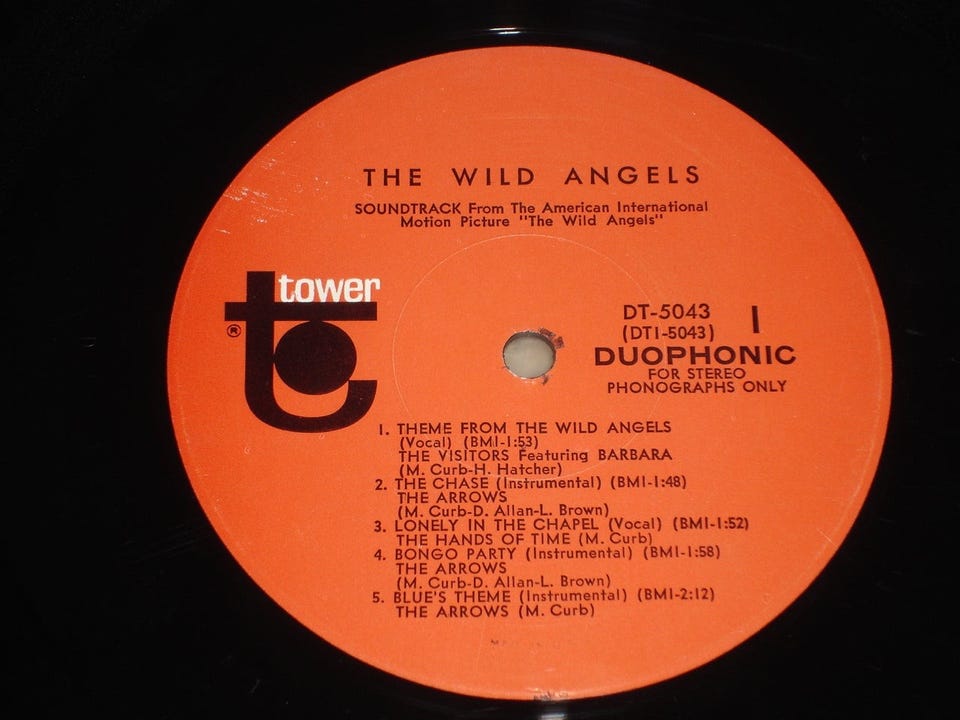 THE WILD ANGELS
SOUNDTRACK From The American International
Motion Picture "The Wild Angels"
tower
®
DT-5043
(DT1-5043)
1
DUOPHONIC
FOR STEREO
PHONOGRAPHS ONLY
1. THEME FROM THE WILD ANGELS
(Vocal) (BMI-1:53)
THE VISITORS Featuring BARBARA
(M. Curb-H. Hatcher)
2. THE CHASE (Instrumental) (BMI-1:48)
THE ARROWS
(M. Curb-D. Allan-L. Brown)
3. LONELY IN THE CHAPEL (Vocal) (BMI-1:52)
THE HANDS OF TIME (M. Curb)
4. BONGO PARTY (Instrumental) (BMI-1:58)
THE ARROWS
(M. Curb-D. Allan-L. Brown)
5. BLUE'S THEME (Instrumental) (BMI-2:12)
THE ARROWS (M. Curb)